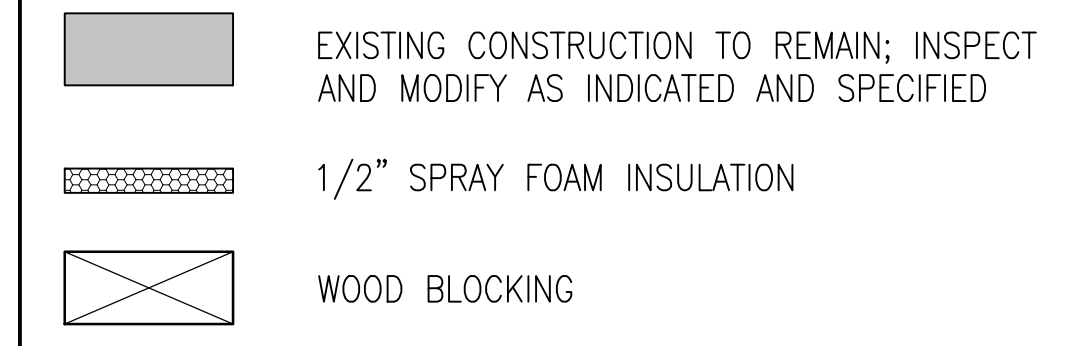 EXISTING CONSTRUCTION TO REMAIN; INSPECT
AND MODIFY AS INDICATED AND SPECIFIED
1/2" SPRAY FOAM INSULATION
WOOD BLOCKING